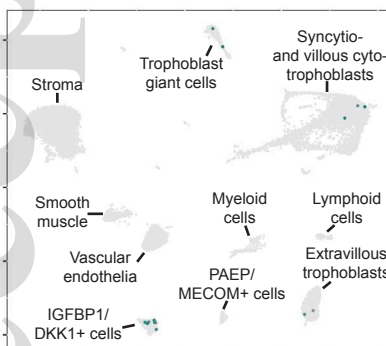 Trophoblast
giant cells
Syncytio-
and villous cyto-
trophoblasts
Stroma
Smooth
muscle
Vascular
endothelia
Myeloid
cells
Lymphoid
cells
PAEP/
MECOM+ cells
Extravillous
trophoblasts
IGFBP1/
DKK1+ cells